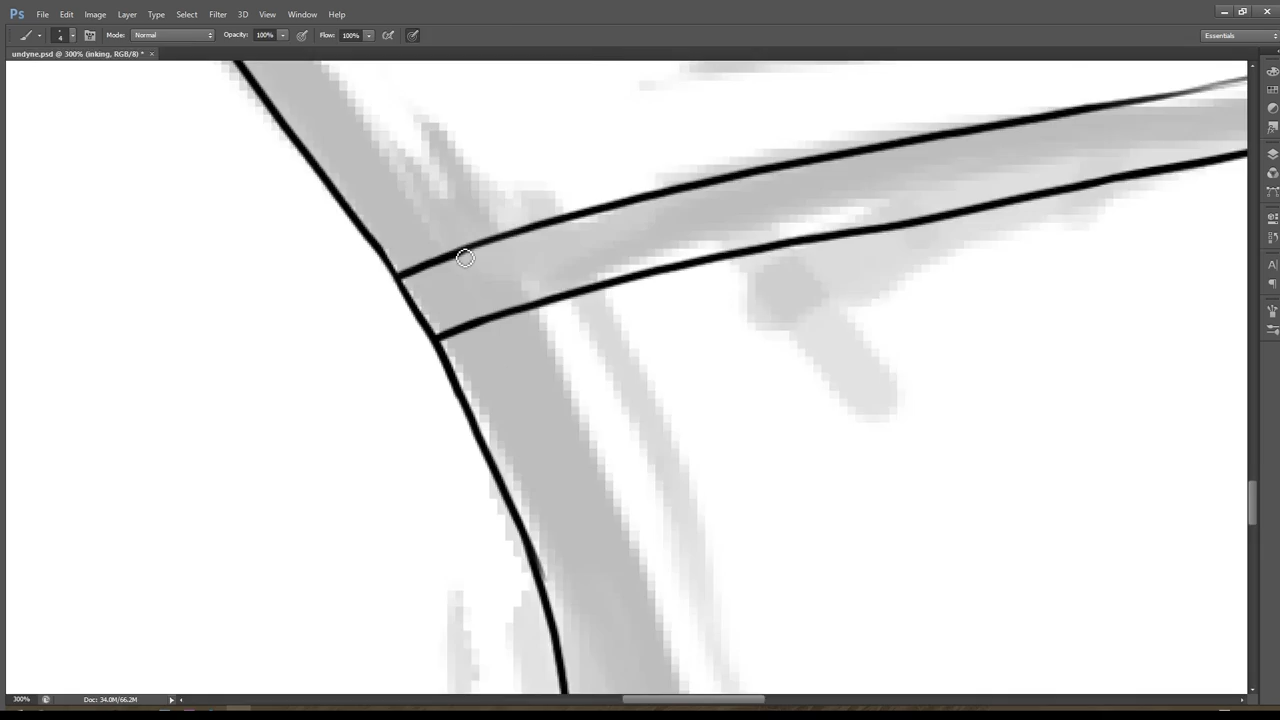 Ps File Edit Image Layer Type Select Filter 3D View Window Help
4 Mode: Normal Opacity: 100% Flow: 100% Essentials
undyne.psd @ 300% (inking, RGB/8) * ×
300% Doc: 34.0M/66.2M